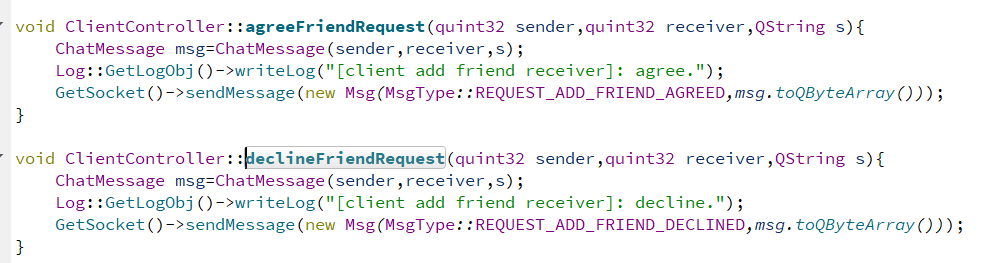 void ClientController::agreeFriendRequest(quint32 sender,quint32 receiver,QString s){
    ChatMessage msg=ChatMessage(sender,receiver,s);
    Log::GetLogObj()->writeLog("[client add friend receiver]: agree.");
    GetSocket()->sendMessage(new Msg(MsgType::REQUEST_ADD_FRIEND_AGREED,msg.toQByteArray()));
}
void ClientController::declineFriendRequest(quint32 sender,quint32 receiver,QString s){
    ChatMessage msg=ChatMessage(sender,receiver,s);
    Log::GetLogObj()->writeLog("[client add friend receiver]: decline.");
    GetSocket()->sendMessage(new Msg(MsgType::REQUEST_ADD_FRIEND_DECLINED,msg.toQByteArray()));
}